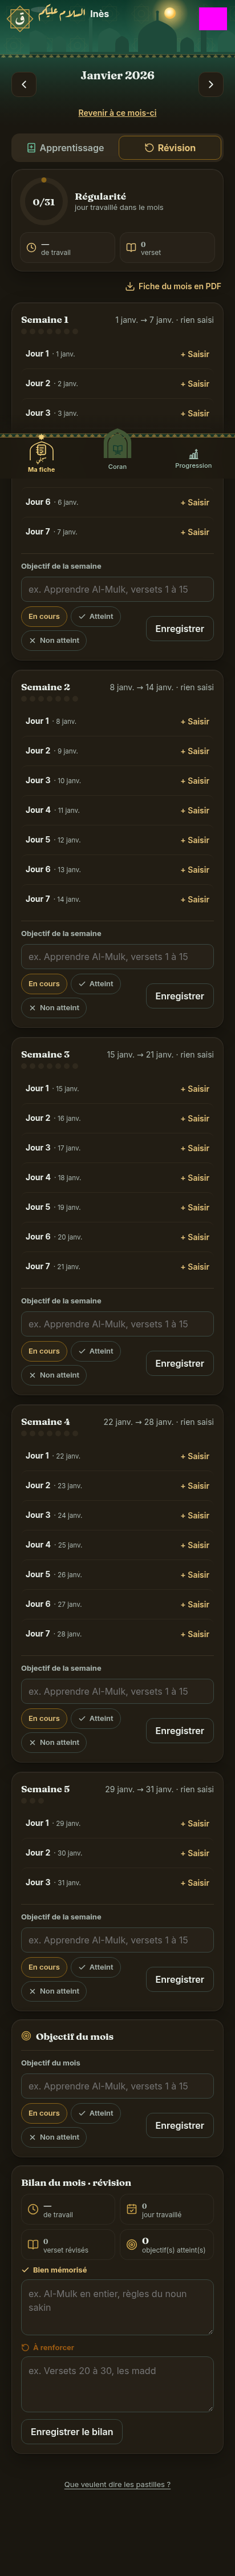 ق السلام عليكم Inès
Janvier 2026
Revenir à ce mois-ci
Apprentissage Révision
0/31 Régularité
jour travaillé dans le mois
— de travail
0 verset
Fiche du mois en PDF
Semaine 1 1 janv. → 7 janv. · rien saisi
Jour 1 · 1 janv. + Saisir
Jour 2 · 2 janv. + Saisir
Jour 3 · 3 janv. + Saisir
Ma fiche Coran Progression
Jour 6 · 6 janv. + Saisir
Jour 7 · 7 janv. + Saisir
Objectif de la semaine
ex. Apprendre Al-Mulk, versets 1 à 15
En cours Atteint
Non atteint Enregistrer
Semaine 2 8 janv. → 14 janv. · rien saisi
Jour 1 · 8 janv. + Saisir
Jour 2 · 9 janv. + Saisir
Jour 3 · 10 janv. + Saisir
Jour 4 · 11 janv. + Saisir
Jour 5 · 12 janv. + Saisir
Jour 6 · 13 janv. + Saisir
Jour 7 · 14 janv. + Saisir
Objectif de la semaine
ex. Apprendre Al-Mulk, versets 1 à 15
En cours Atteint
Non atteint Enregistrer
Semaine 3 15 janv. → 21 janv. · rien saisi
Jour 1 · 15 janv. + Saisir
Jour 2 · 16 janv. + Saisir
Jour 3 · 17 janv. + Saisir
Jour 4 · 18 janv. + Saisir
Jour 5 · 19 janv. + Saisir
Jour 6 · 20 janv. + Saisir
Jour 7 · 21 janv. + Saisir
Objectif de la semaine
ex. Apprendre Al-Mulk, versets 1 à 15
En cours Atteint
Non atteint Enregistrer
Semaine 4 22 janv. → 28 janv. · rien saisi
Jour 1 · 22 janv. + Saisir
Jour 2 · 23 janv. + Saisir
Jour 3 · 24 janv. + Saisir
Jour 4 · 25 janv. + Saisir
Jour 5 · 26 janv. + Saisir
Jour 6 · 27 janv. + Saisir
Jour 7 · 28 janv. + Saisir
Objectif de la semaine
ex. Apprendre Al-Mulk, versets 1 à 15
En cours Atteint
Non atteint Enregistrer
Semaine 5 29 janv. → 31 janv. · rien saisi
Jour 1 · 29 janv. + Saisir
Jour 2 · 30 janv. + Saisir
Jour 3 · 31 janv. + Saisir
Objectif de la semaine
ex. Apprendre Al-Mulk, versets 1 à 15
En cours Atteint
Non atteint Enregistrer
Objectif du mois
Objectif du mois
ex. Apprendre Al-Mulk, versets 1 à 15
En cours Atteint
Non atteint Enregistrer
Bilan du mois · révision
— de travail
0 jour travaillé
0 verset révisés
0 objectif(s) atteint(s)
Bien mémorisé
ex. Al-Mulk en entier, règles du noun
sakin
À renforcer
ex. Versets 20 à 30, les madd
Enregistrer le bilan
Que veulent dire les pastilles ?